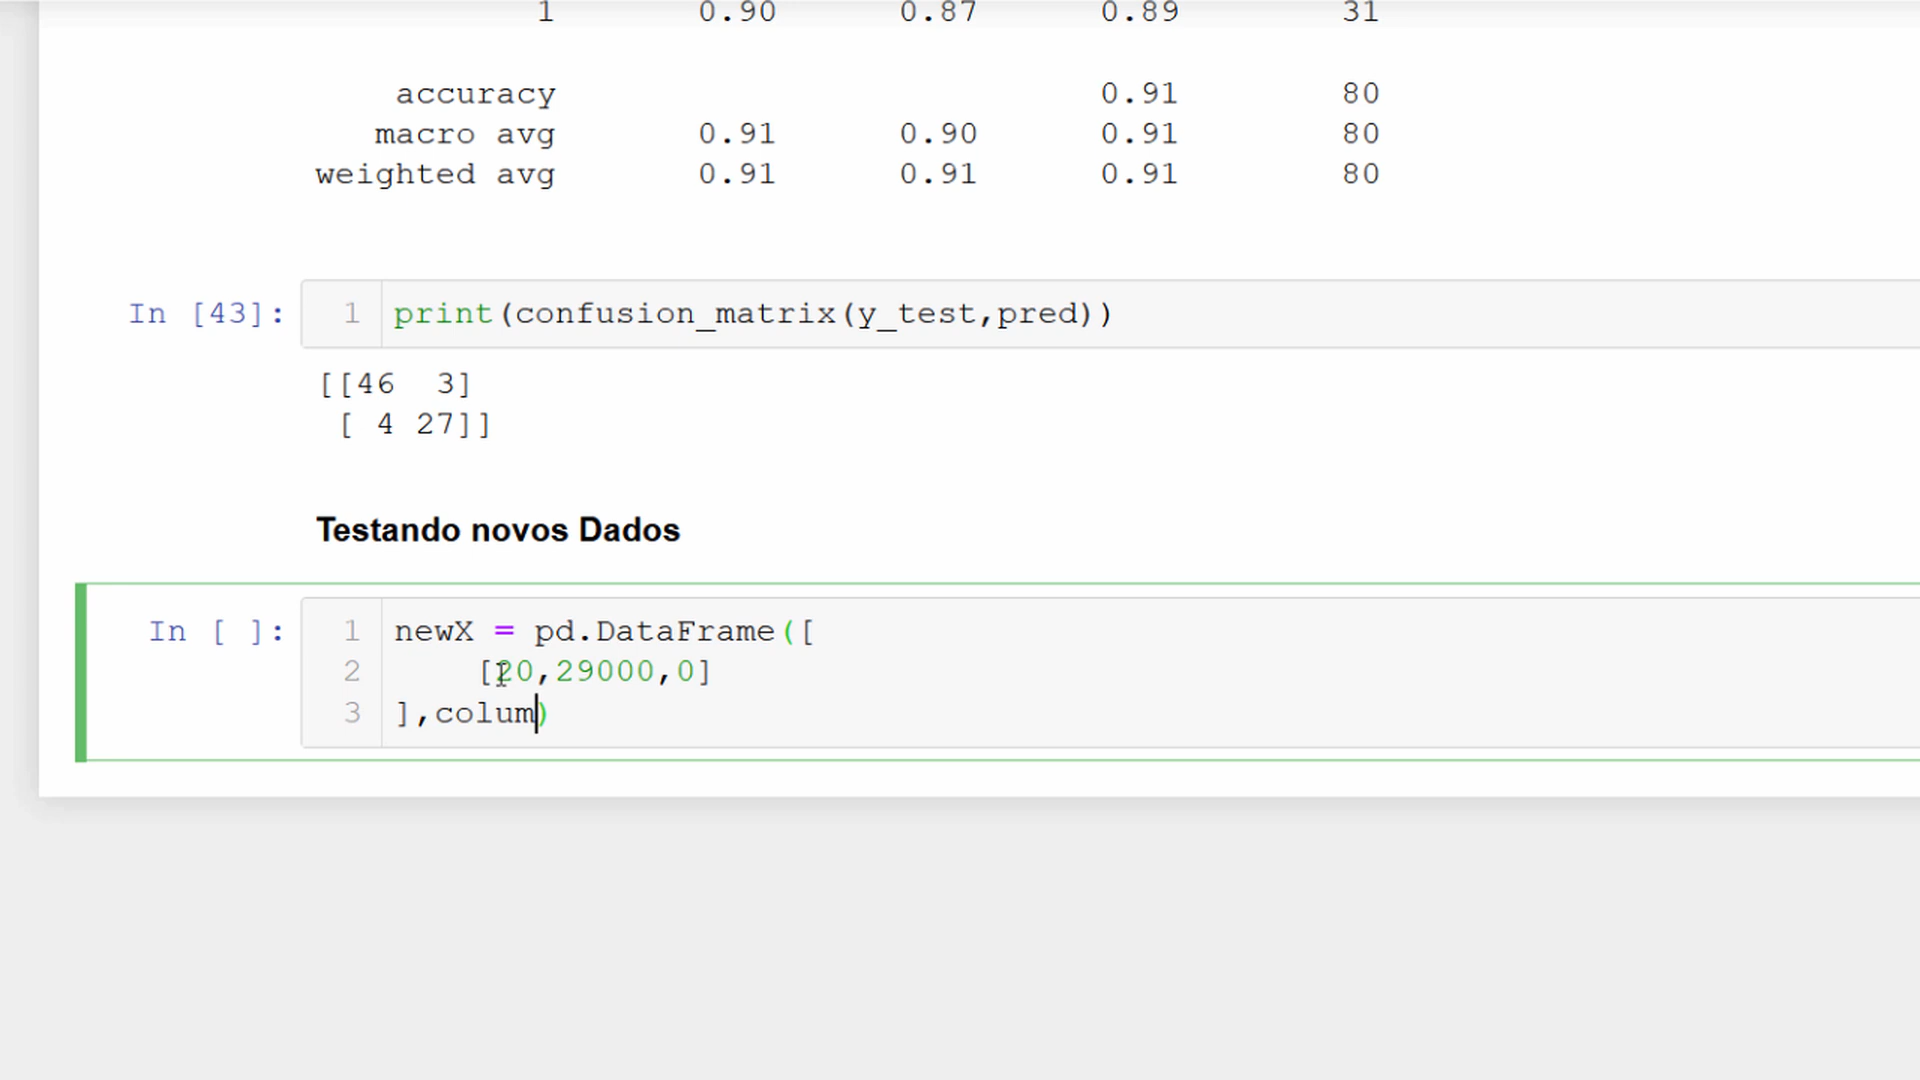 1 0.90 0.87 0.89 31
accuracy 0.91 80
macro avg 0.91 0.90 0.91 80
weighted avg 0.91 0.91 0.91 80
In [43]: 1 print(confusion_matrix(y_test,pred))
[[46 3]
[ 4 27]]
Testando novos Dados
In [ ]: 1 newX = pd.DataFrame([
2 [20,29000,0]
3 ],colum)